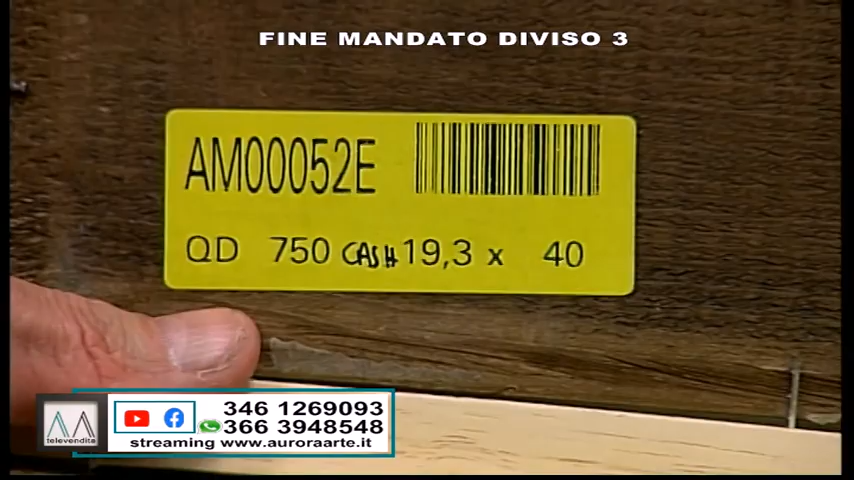 FINE MANDATO DIVISO 3
AM00052E
QD 750 CASH 19,3 x 40
346 1269093
366 3948548
streaming www.auroraarte.it
televendita